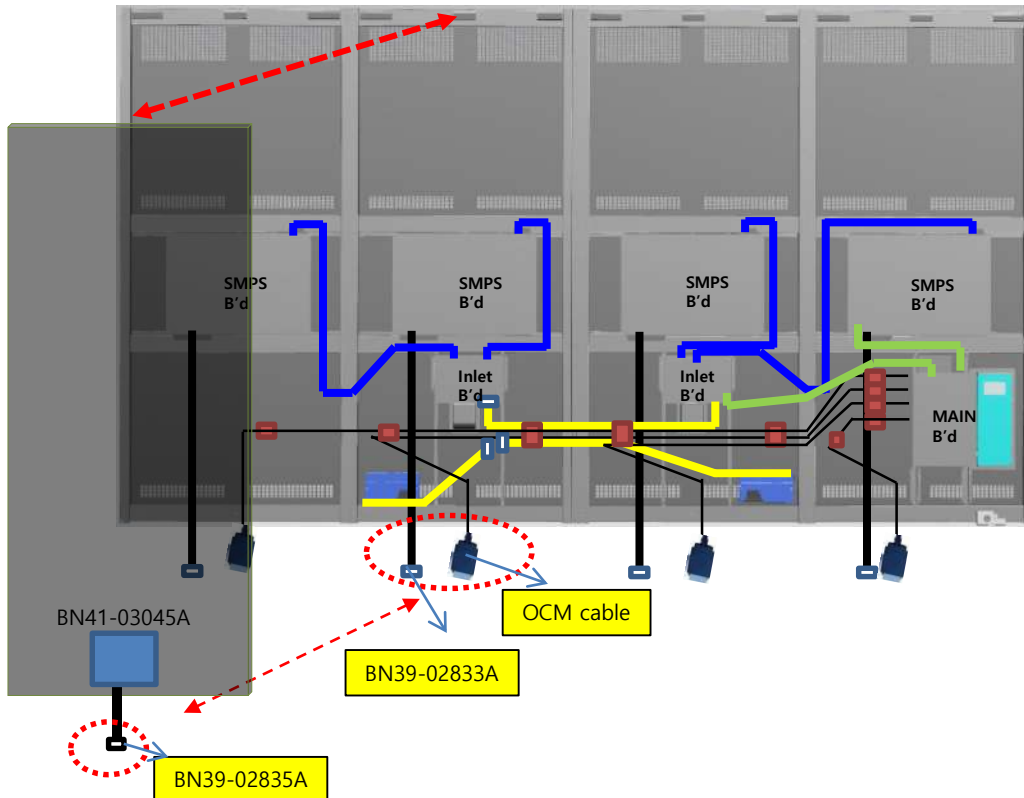 SMPS
B'd
SMPS
B'd
SMPS
B'd
SMPS
B'd
Inlet
B'd
Inlet
B'd
MAIN
B'd
OCM cable
BN41-03045A
BN39-02833A
BN39-02835A